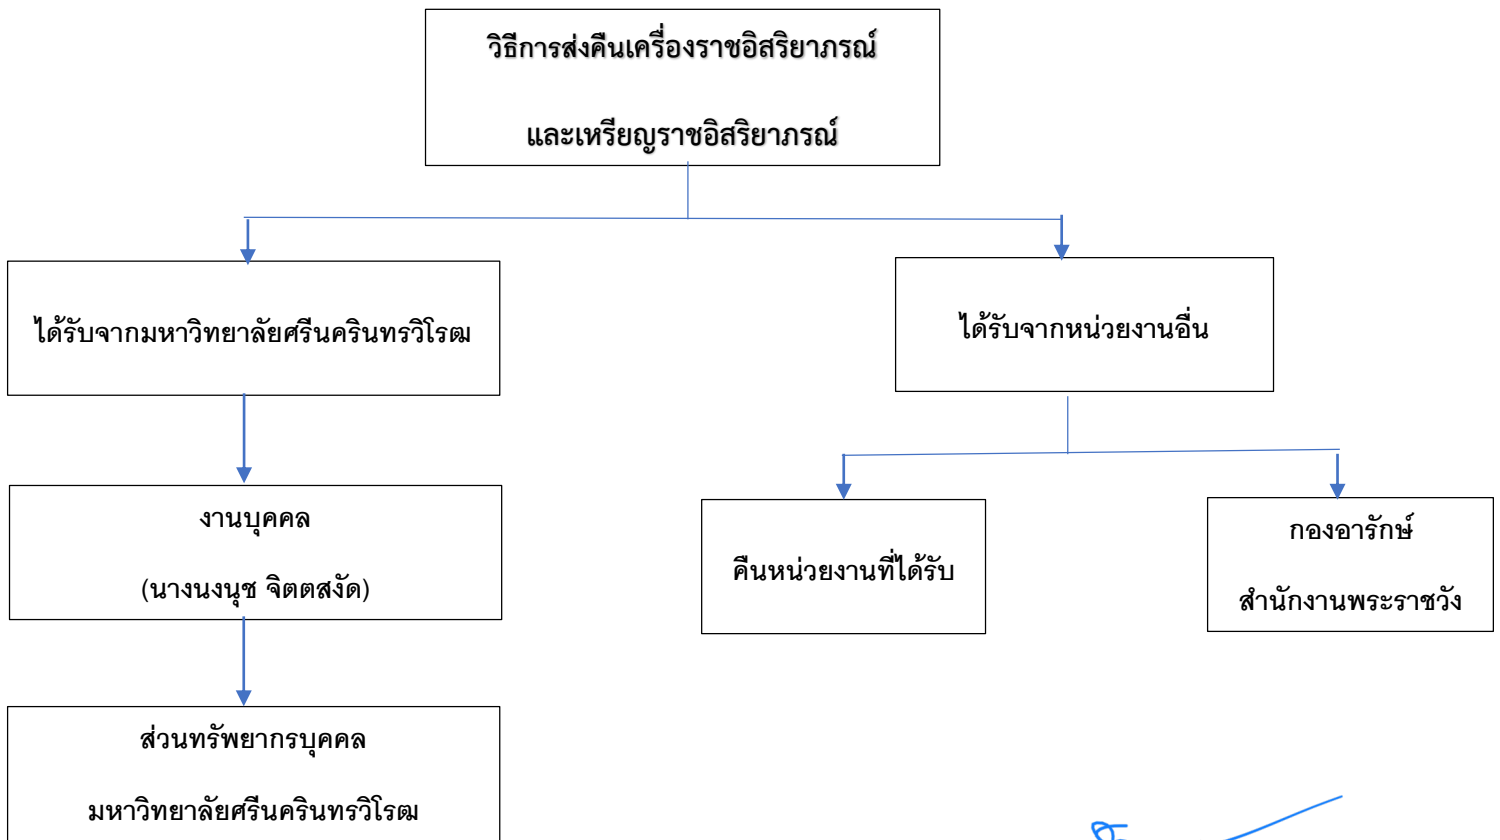 วิธีการส่งคืนเครื่องราชอิสริยาภรณ์
และเหรียญราชอิสริยาภรณ์
ได้รับจากมหาวิทยาลัยศรีนครินทรวิโรฒ
ได้รับจากหน่วยงานอื่น
งานบุคคล
(นางนงนุช จิตตสงัด)
คืนหน่วยงานที่ได้รับ
กองอารักษ์
สำนักงานพระราชวัง
ส่วนทรัพยากรบุคคล
มหาวิทยาลัยศรีนครินทรวิโรฒ